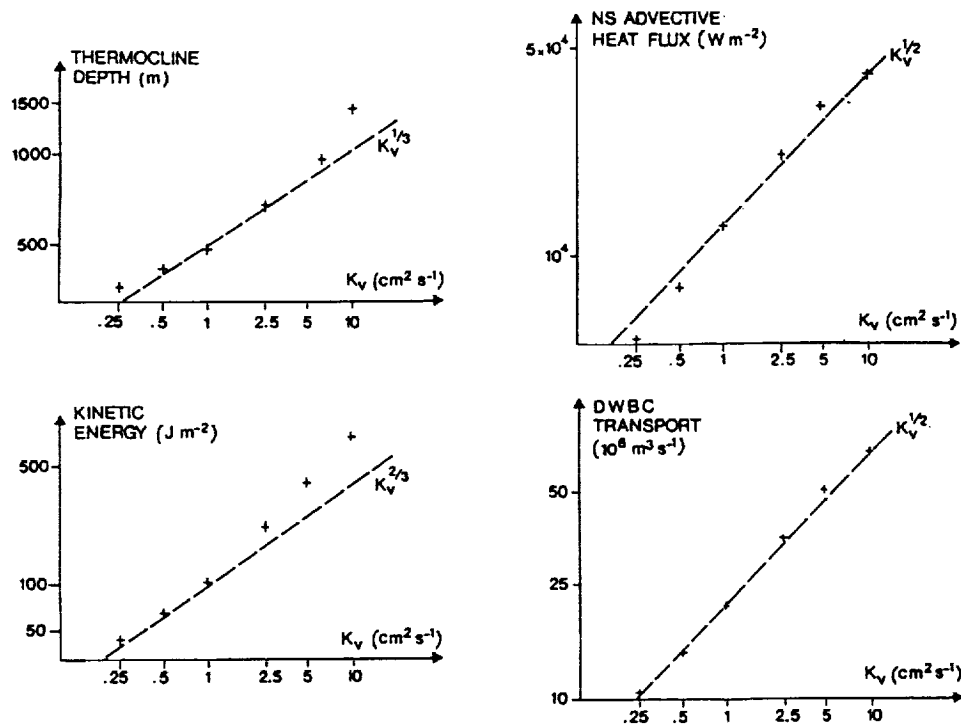 THERMOCLINE
DEPTH (m)
1500
1000
500
K_v^{1/3}
K_v (cm² s⁻¹)
.25 .5 1 2.5 5 10
NS ADVECTIVE
HEAT FLUX (W m⁻²)
5×10⁴
10⁴
K_v^{1/2}
K_v (cm² s⁻¹)
.25 .5 1 2.5 5 10
KINETIC
ENERGY (J m⁻²)
500
100
50
K_v^{2/3}
K_v (cm² s⁻¹)
.25 .5 1 2.5 5 10
DWBC
TRANSPORT
(10⁶ m³ s⁻¹)
50
25
10
K_v^{1/2}
K_v (cm² s⁻¹)
.25 .5 1 2.5 5 10